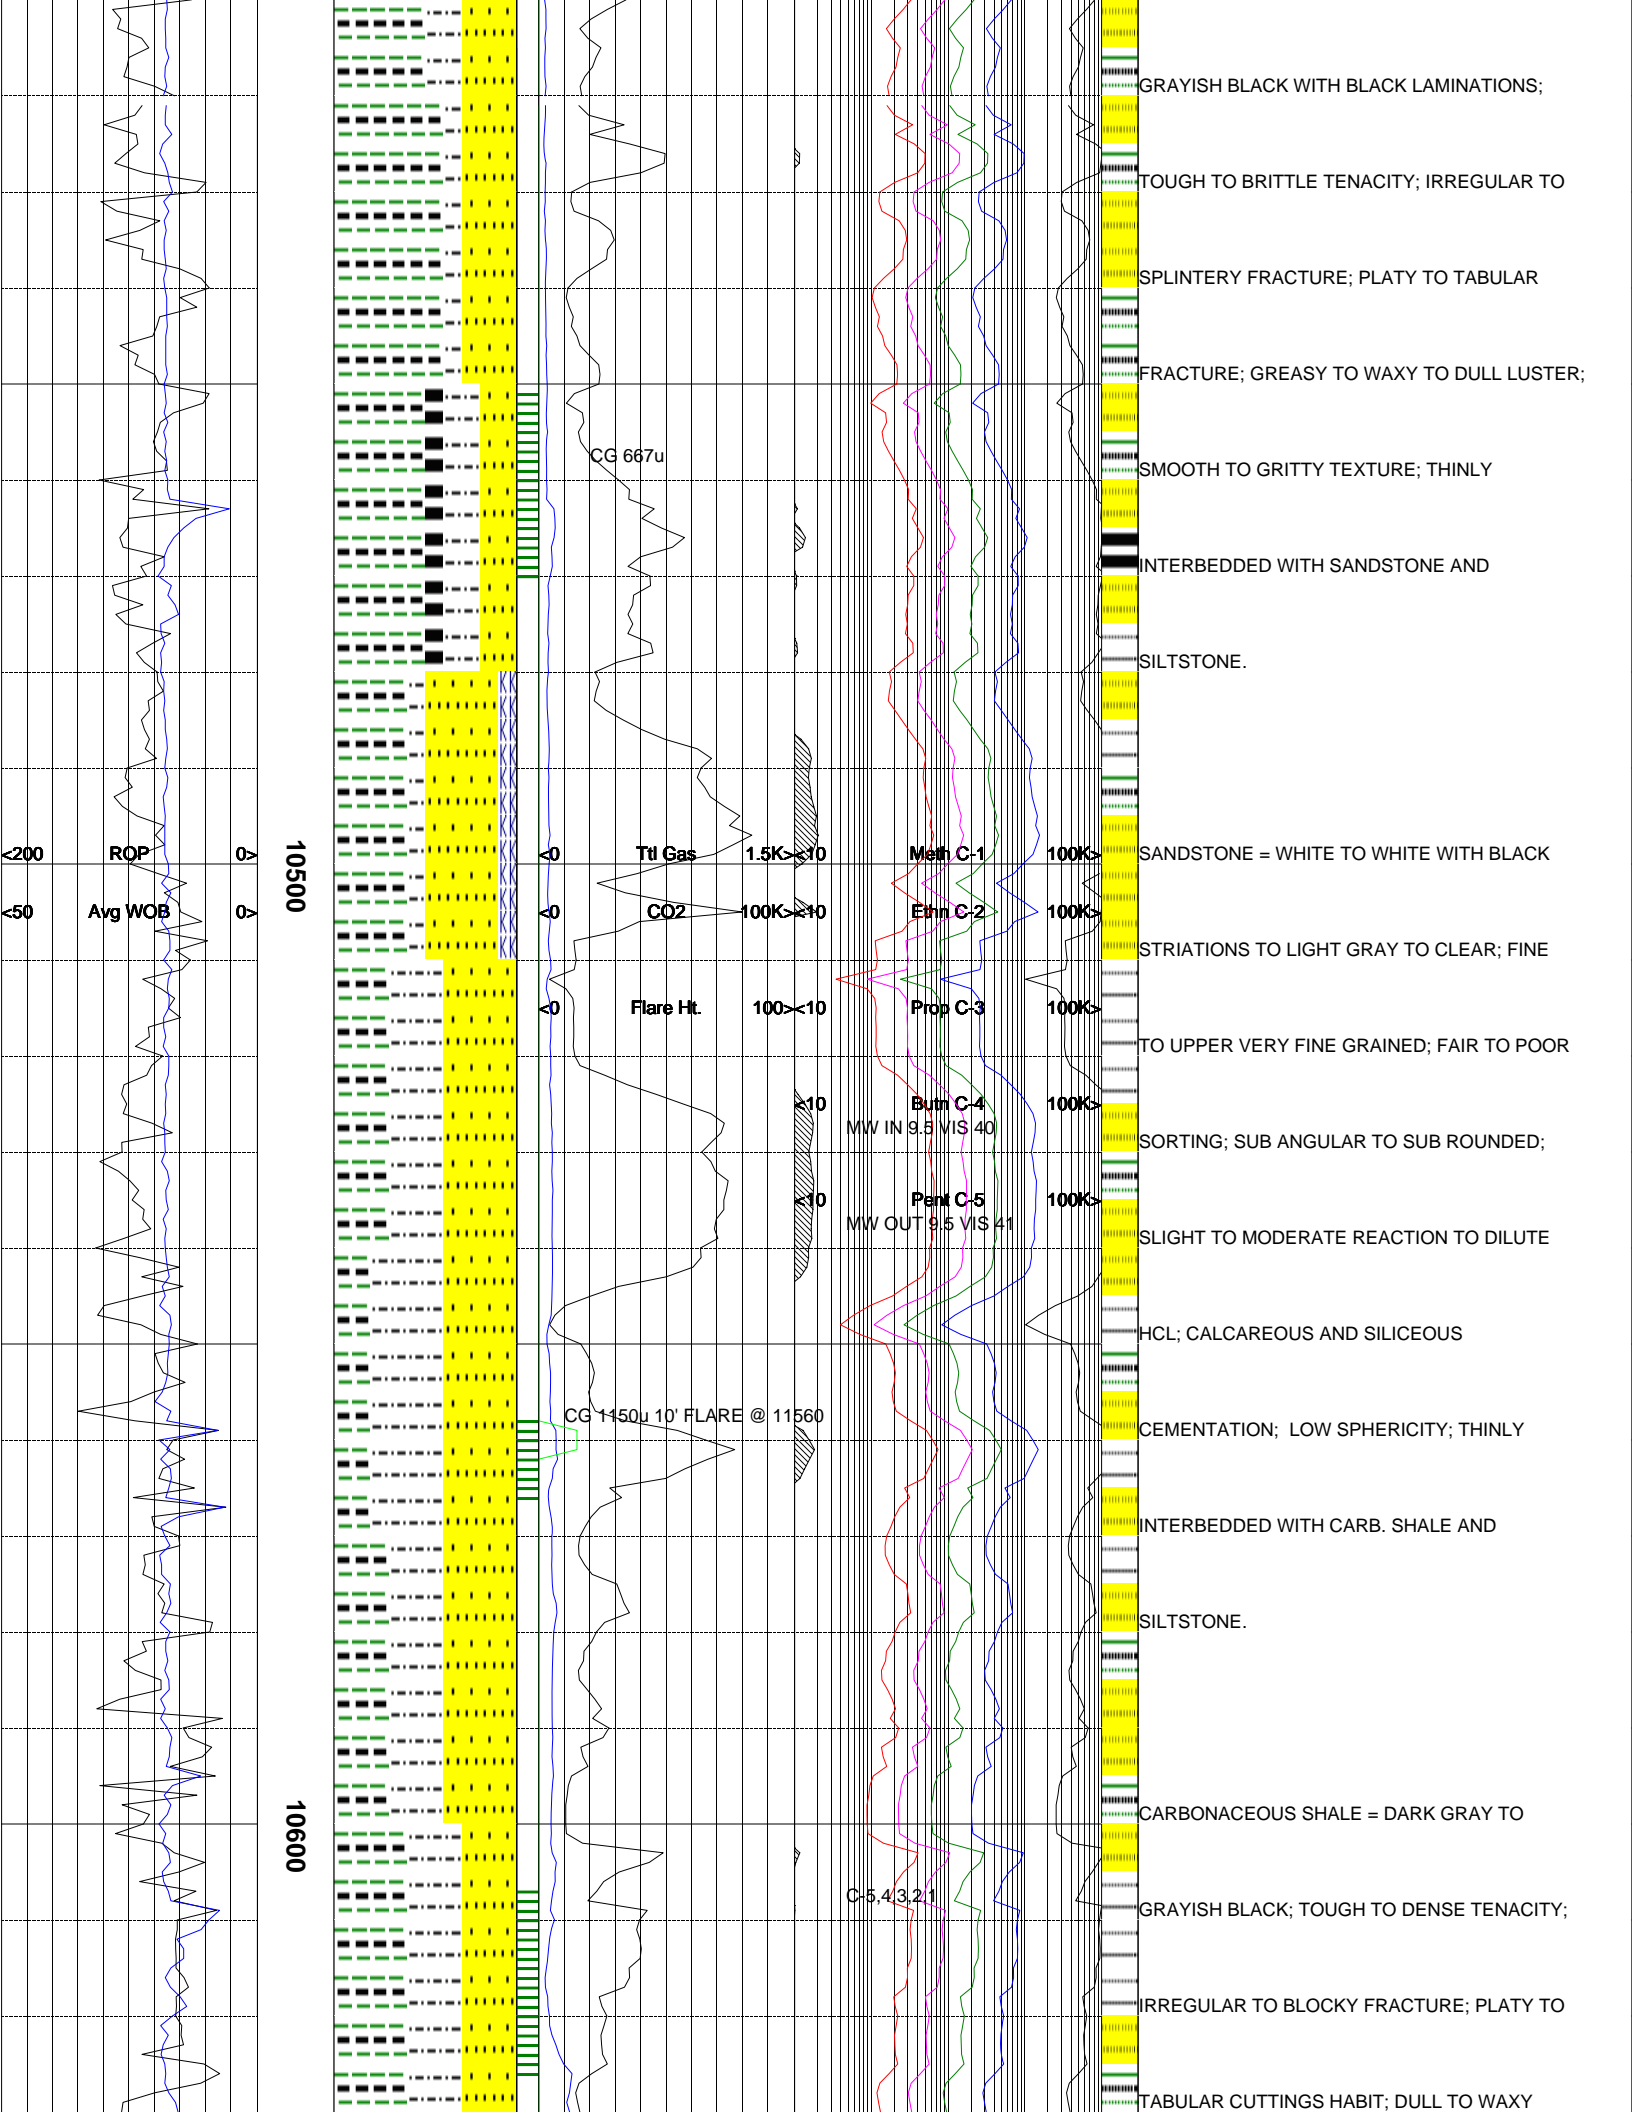 GRAYISH BLACK WITH BLACK LAMINATIONS;
TOUGH TO BRITTLE TENACITY; IRREGULAR TO
SPLINTERY FRACTURE; PLATY TO TABULAR
FRACTURE; GREASY TO WAXY TO DULL LUSTER;
CG 667u
SMOOTH TO GRITTY TEXTURE; THINLY
INTERBEDDED WITH SANDSTONE AND
SILTSTONE.
<200 ROP 0>
10500
<0 Ttl Gas 1.5K>
<10 Meth C-1 100K>
SANDSTONE = WHITE TO WHITE WITH BLACK
<50 Avg WOB 0>
<0 CO2 100K>
<10 Ethn C-2 100K>
STRIATIONS TO LIGHT GRAY TO CLEAR; FINE
<0 Flare Ht. 100>
<10 Prop C-3 100K>
TO UPPER VERY FINE GRAINED; FAIR TO POOR
<10 Butn C-4 100K>
MW IN 9.5 VIS 40
SORTING; SUB ANGULAR TO SUB ROUNDED;
<10 Pent C-5 100K>
MW OUT 9.5 VIS 41
SLIGHT TO MODERATE REACTION TO DILUTE
HCL; CALCAREOUS AND SILICEOUS
CG 1150u 10' FLARE @ 11560
CEMENTATION;  LOW SPHERICITY; THINLY
INTERBEDDED WITH CARB. SHALE AND
SILTSTONE.
10600
CARBONACEOUS SHALE = DARK GRAY TO
C-5,4,3,2,1
GRAYISH BLACK; TOUGH TO DENSE TENACITY;
IRREGULAR TO BLOCKY FRACTURE; PLATY TO
TABULAR CUTTINGS HABIT; DULL TO WAXY